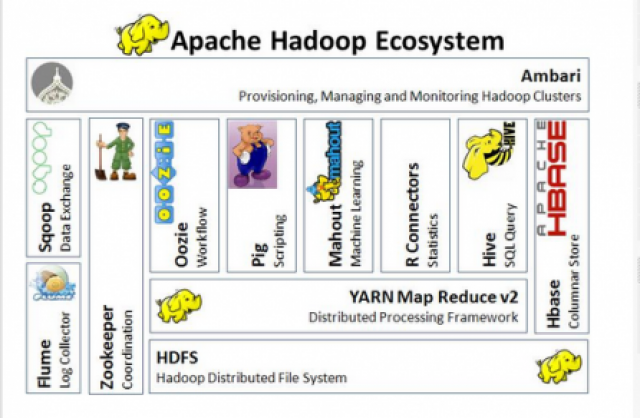 Apache Hadoop Ecosystem
Ambari
Provisioning, Managing and Monitoring Hadoop Clusters
sqoop
Sqoop
Data Exchange
Flume
Log Collector
Zookeeper
Coordination
OOZIE
Oozie
Workflow
Pig
Scripting
mahout
Mahout
Machine Learning
R Connectors
Statistics
HIVE
Hive
SQL Query
APACHE
HBASE
Hbase
Columnar Store
YARN Map Reduce v2
Distributed Processing Framework
HDFS
Hadoop Distributed File System